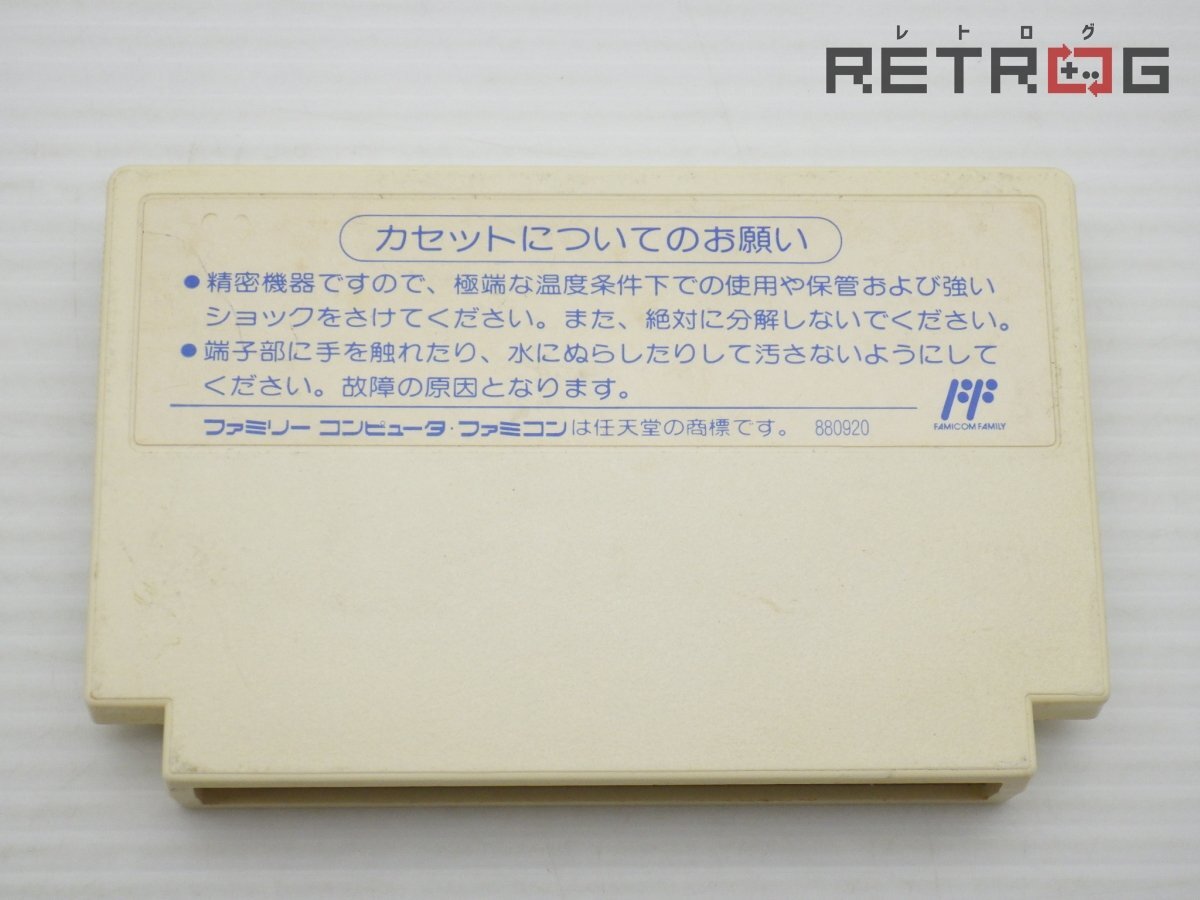 レトログ
RETROG
カセットについてのお願い
●精密機器ですので、極端な温度条件下での使用や保管および強い
ショックをさけてください。また、絶対に分解しないでください。
●端子部に手を触れたり、水にぬらしたりして汚さないようにして
ください。故障の原因となります。
FF
FAMICOM FAMILY
ファミリー コンピュータ・ファミコンは任天堂の商標です。 880920